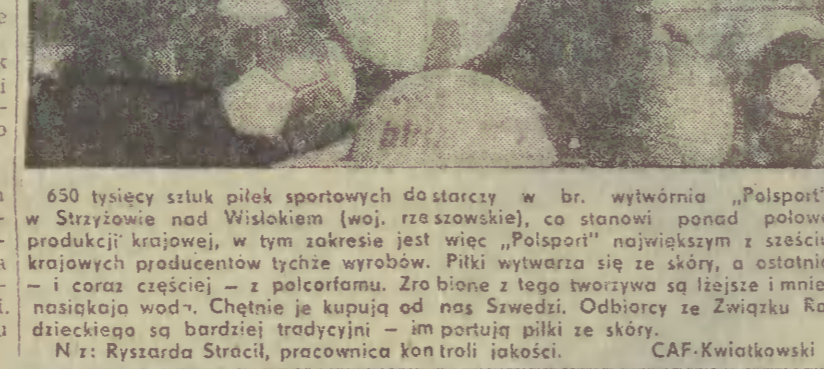 650 tysięcy sztuk piłek sportowych dostarczy w br. wytwórnia „Polsport”
w Strzyżowie nad Wisłokiem (woj. rzeszowskie), co stanowi ponad połowę
produkcji krajowej, w tym zakresie jest więc „Polsport” największym z sześciu
krajowych producentów tychże wyrobów. Piłki wytwarza się ze skóry, a ostatnio
— i coraz częściej — z polcorfamu. Zrobione z tego tworzywa są lżejsze i mniej
nasiąkają wodą. Chętnie je kupują od nas Szwedzi. Odbiorcy ze Związku Ra
dzieckiego są bardziej tradycyjni — importują piłki ze skóry.
N z: Ryszarda Stracił, pracownica kontroli jakości. CAF-Kwiatkowski